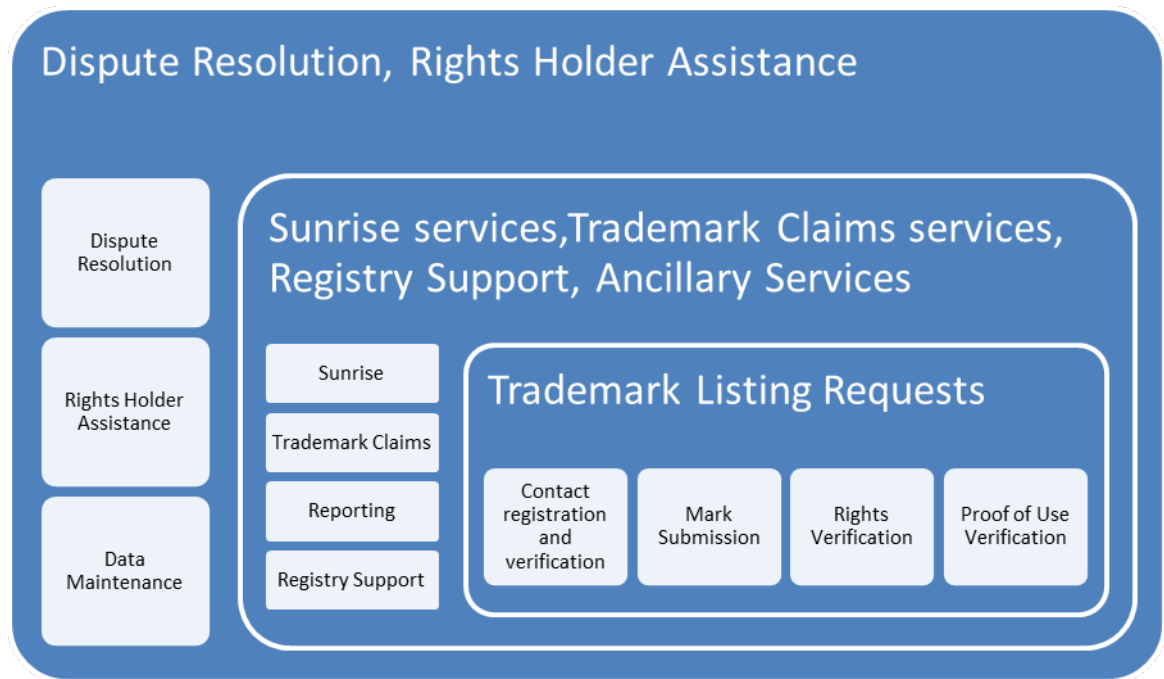 Dispute Resolution, Rights Holder Assistance
Dispute
Resolution
Rights Holder
Assistance
Data
Maintenance
Sunrise services,Trademark Claims services,
Registry Support, Ancillary Services
Sunrise
Trademark Claims
Reporting
Registry Support
Trademark Listing Requests
Contact
registration
and
verification
Mark
Submission
Rights
Verification
Proof of Use
Verification